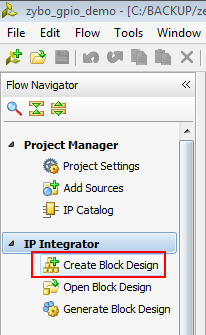 zybo_gpio_demo - [C:/BACKUP/ze
File Edit Flow Tools Window
Flow Navigator
Project Manager
Project Settings
Add Sources
IP Catalog
IP Integrator
Create Block Design
Open Block Design
Generate Block Design